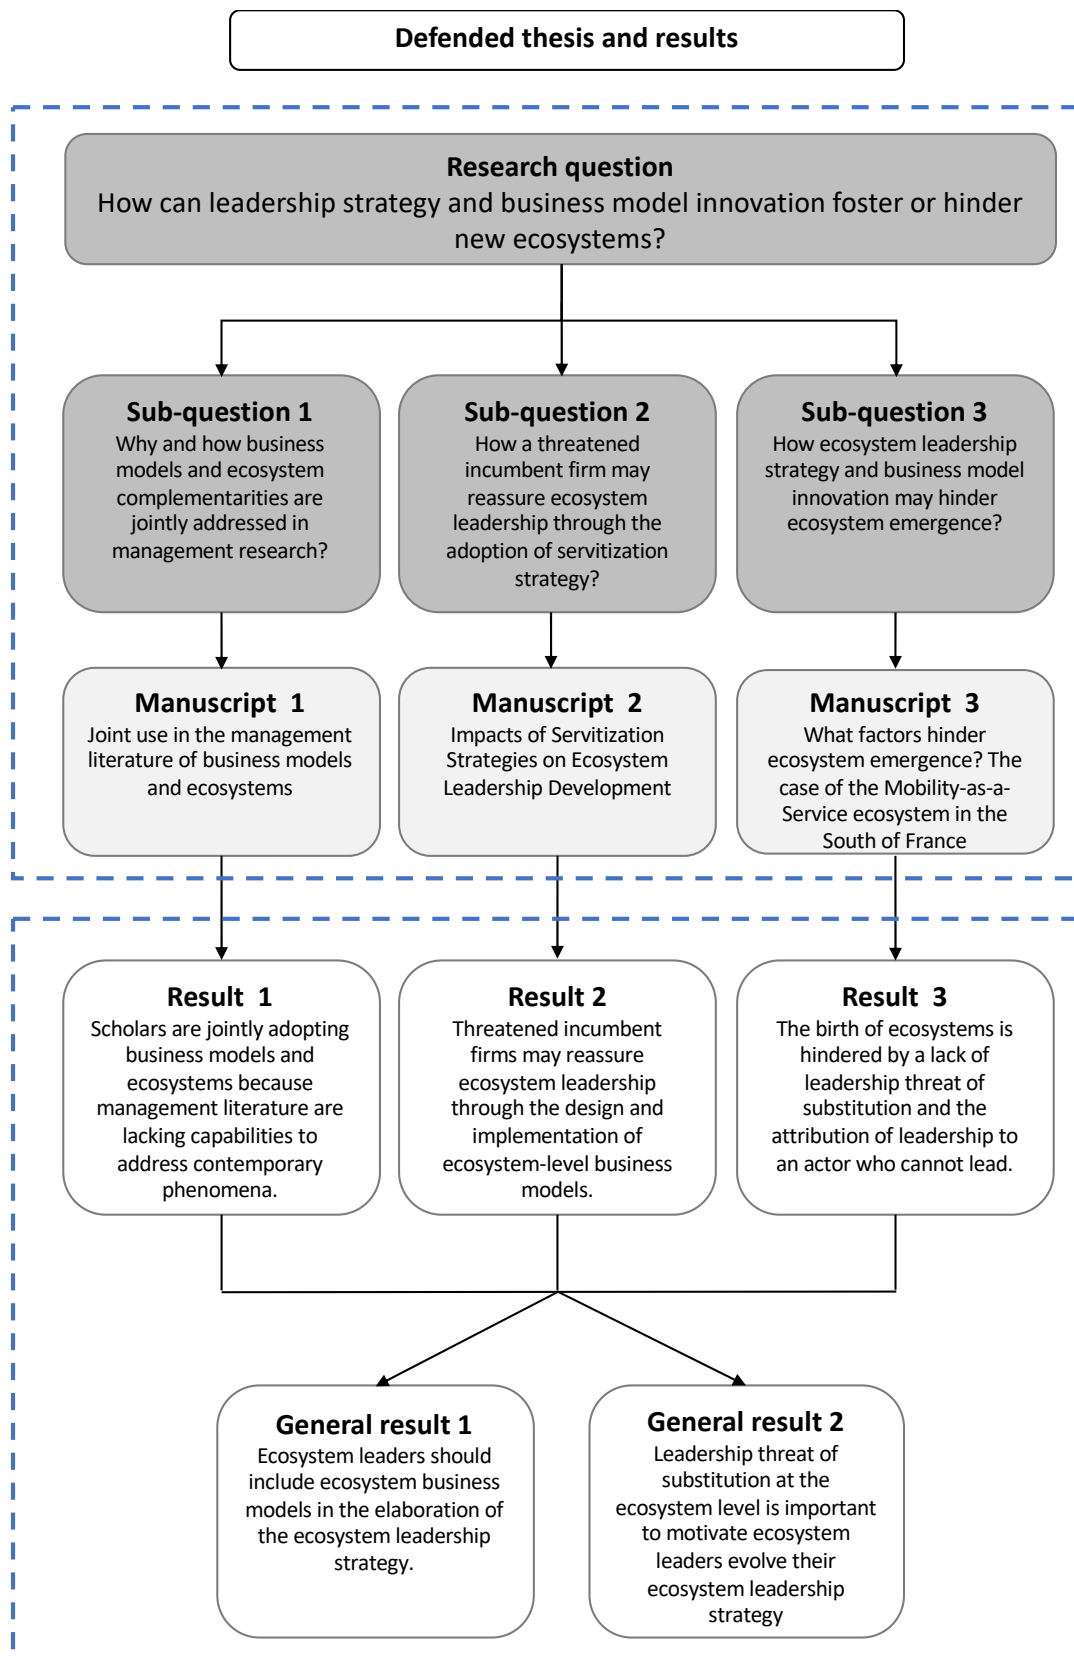 Defended thesis and results
Research question
How can leadership strategy and business model innovation foster or hinder
new ecosystems?
Sub-question 1
Why and how business
models and ecosystem
complementarities are
jointly addressed in
management research?
Sub-question 2
How a threatened
incumbent firm may
reassure ecosystem
leadership through the
adoption of servitization
strategy?
Sub-question 3
How ecosystem leadership
strategy and business model
innovation may hinder
ecosystem emergence?
Manuscript 1
Joint use in the management
literature of business models
and ecosystems
Manuscript 2
Impacts of Servitization
Strategies on Ecosystem
Leadership Development
Manuscript 3
What factors hinder
ecosystem emergence? The
case of the Mobility-as-a-
Service ecosystem in the
South of France
Result 1
Scholars are jointly adopting
business models and
ecosystems because
management literature are
lacking capabilities to
address contemporary
phenomena.
Result 2
Threatened incumbent
firms may reassure
ecosystem leadership
through the design and
implementation of
ecosystem-level business
models.
Result 3
The birth of ecosystems is
hindered by a lack of
leadership threat of
substitution and the
attribution of leadership to
an actor who cannot lead.
General result 1
Ecosystem leaders should
include ecosystem business
models in the elaboration of
the ecosystem leadership
strategy.
General result 2
Leadership threat of
substitution at the
ecosystem level is important
to motivate ecosystem
leaders evolve their
ecosystem leadership
strategy